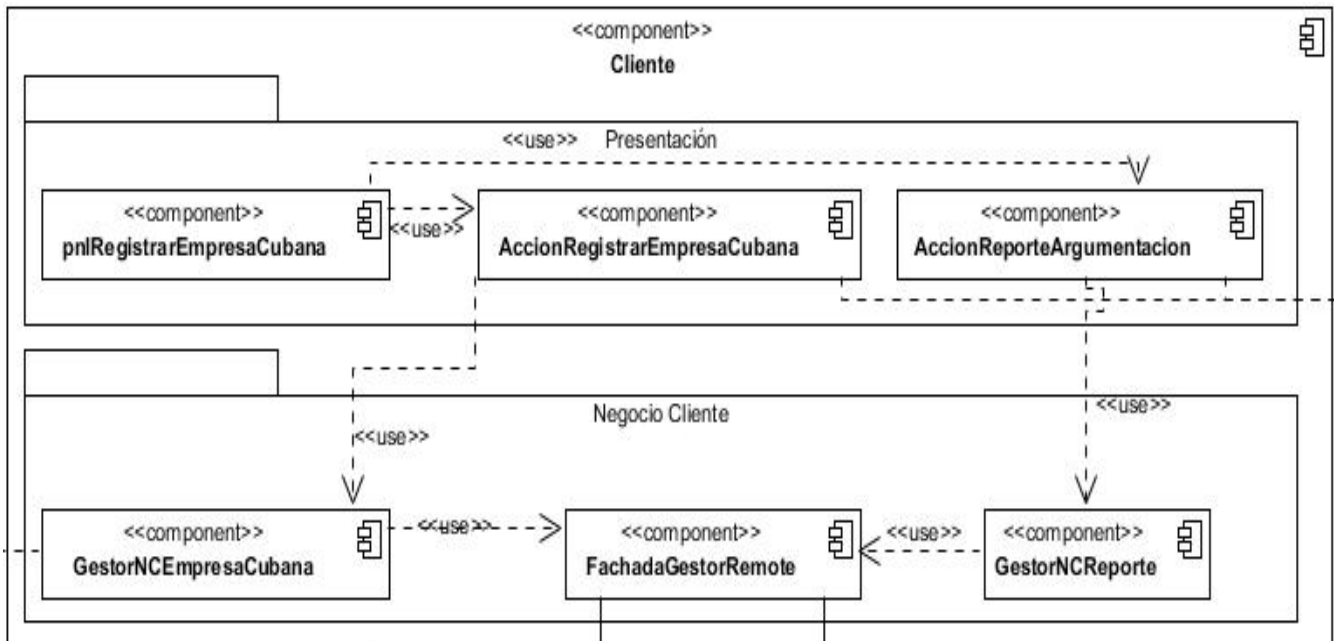 <<component>>
Cliente
<<use>> Presentación
<<component>>
pnlRegistrarEmpresaCubana
<<use>>
<<component>>
AccionRegistrarEmpresaCubana
<<component>>
AccionReporteArgumentacion
Negocio Cliente
<<use>>
<<use>>
<<component>>
GestorNCEmpresaCubana
<<use>>
<<component>>
FachadaGestorRemote
<<use>>
<<component>>
GestorNCReporte